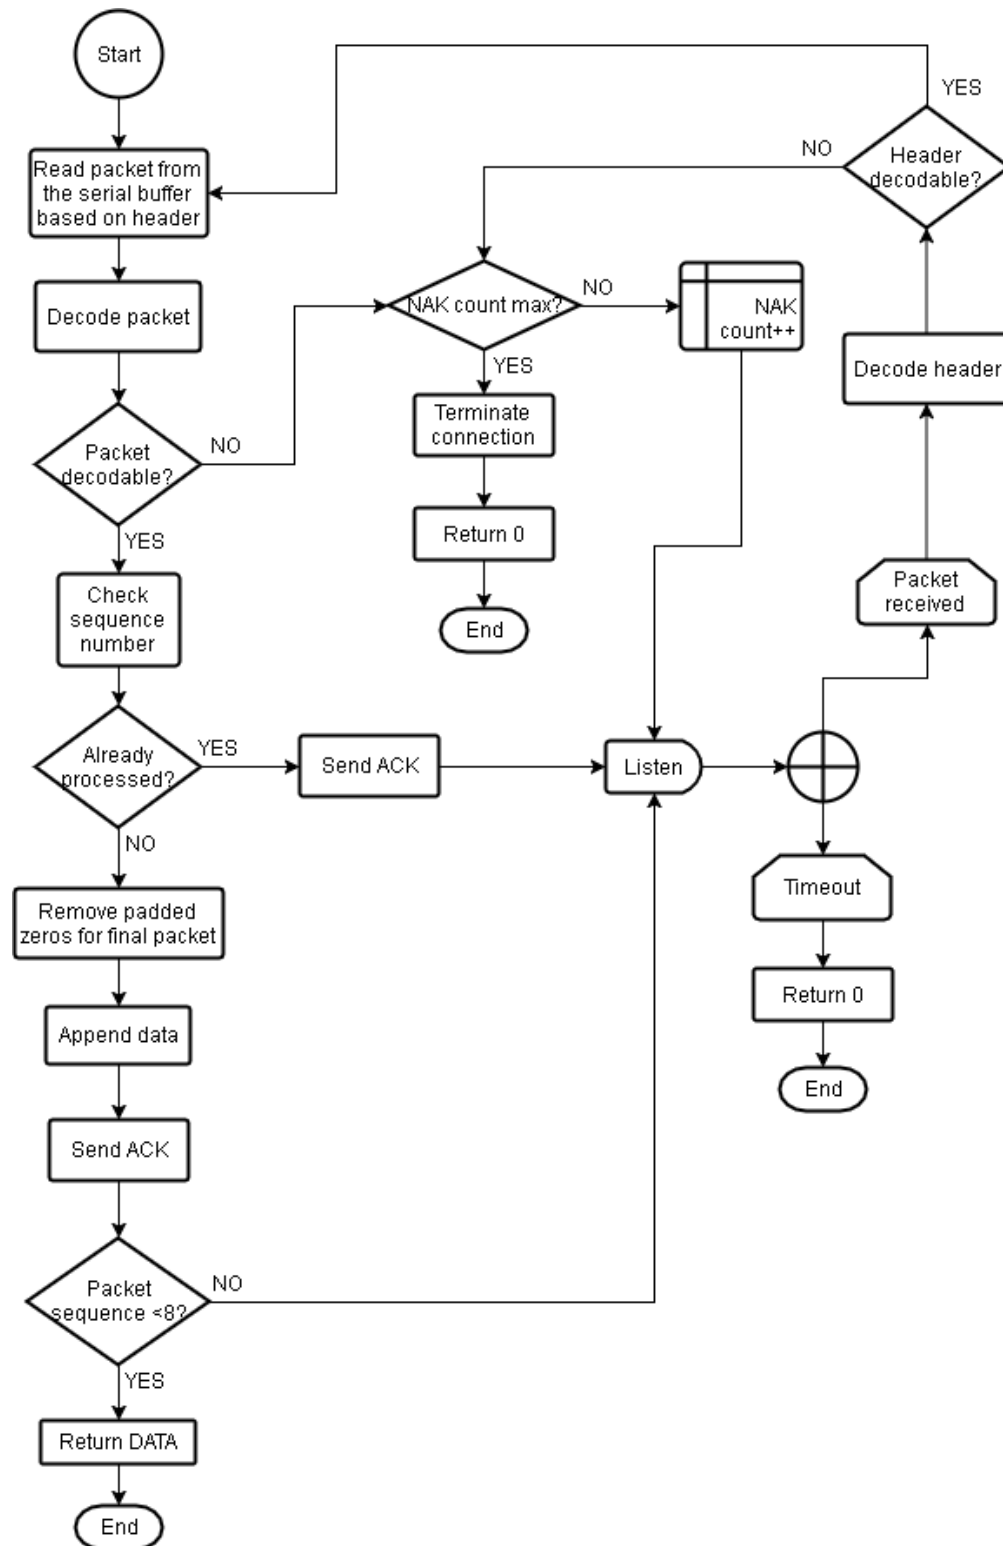 Start
YES
Header
decodable?
NO
Read packet from
the serial buffer
based on header
NAK count max?
NO
NAK
count++
Decode packet
YES
Decode header
Terminate
connection
Packet
decodable?
NO
Return 0
YES
Packet
received
Check
sequence
number
End
Already
processed?
YES
Send ACK
Listen
NO
Timeout
Remove padded
zeros for final packet
Return 0
Append data
End
Send ACK
Packet
sequence <8?
NO
YES
Return DATA
End